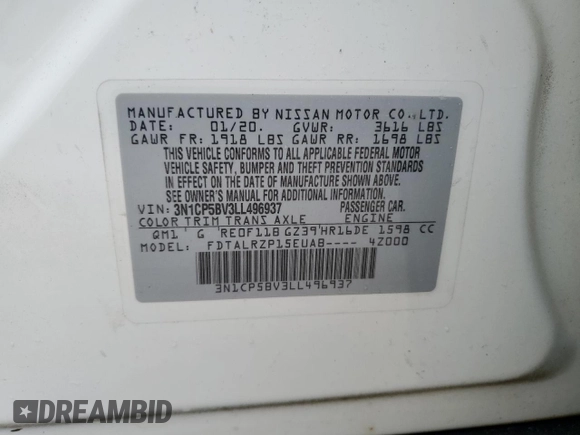 MANUFACTURED BY NISSAN MOTOR CO.,LTD.
DATE: 01/20. GVWR: 3616 LBS
GAWR FR: 1918 LBS GAWR RR: 1698 LBS
THIS VEHICLE CONFORMS TO ALL APPLICABLE FEDERAL MOTOR
VEHICLE SAFETY, BUMPER AND THEFT PREVENTION STANDARDS
IN EFFECT ON THE DATE OF MANUFACTURE SHOWN ABOVE.
SEE OWNER'S MANUAL FOR ADDITIONAL INFORMATION.
VIN: 3N1CP5BV3LL496937 PASSENGER CAR.
COLOR TRIM TRANS AXLE ENGINE
QM1 G RE0F11B GZ39 HR16DE 1598 CC
MODEL: FDTALRZP15EUAB---- 4Z000
3N1CP5BV3LL496937
DREAMBID